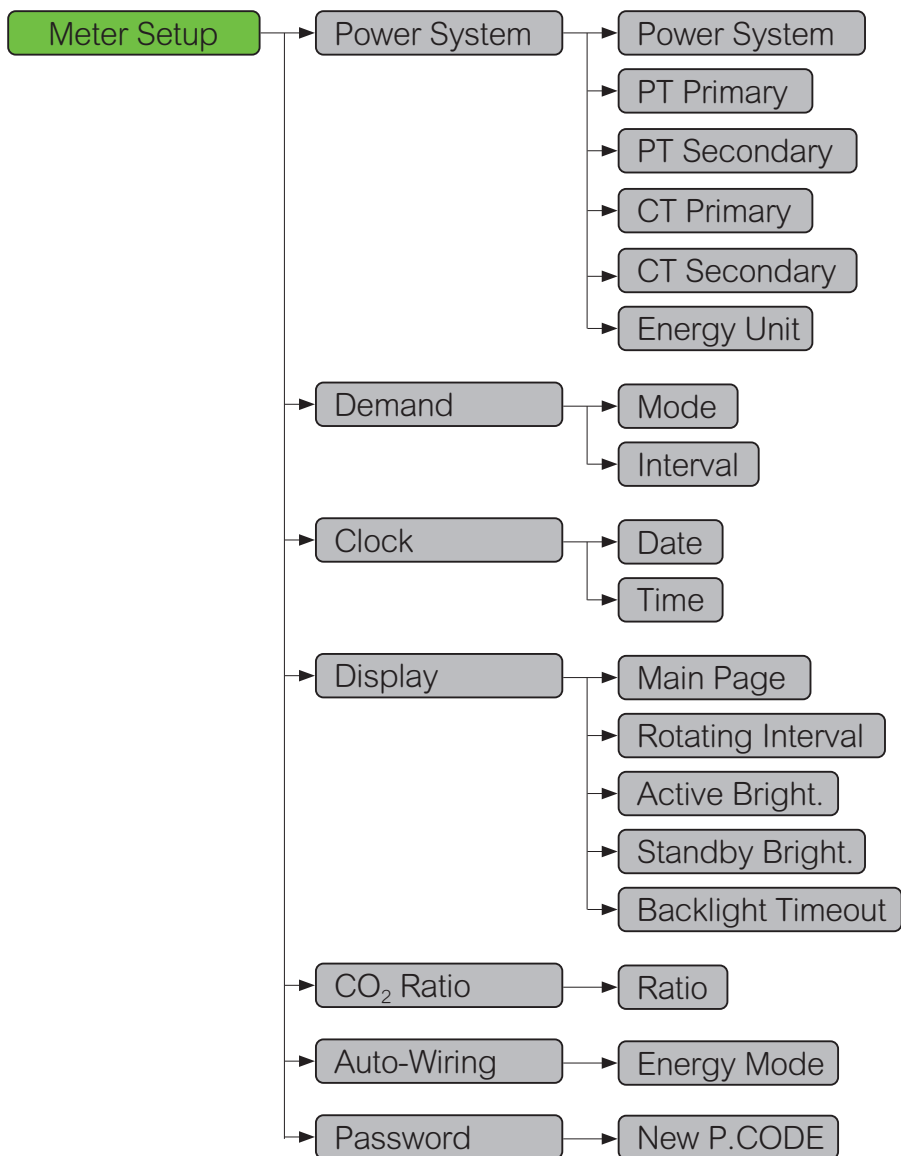 Meter Setup
Power System
Power System
PT Primary
PT Secondary
CT Primary
CT Secondary
Energy Unit
Demand
Mode
Interval
Clock
Date
Time
Display
Main Page
Rotating Interval
Active Bright.
Standby Bright.
Backlight Timeout
CO₂ Ratio
Ratio
Auto-Wiring
Energy Mode
Password
New P.CODE